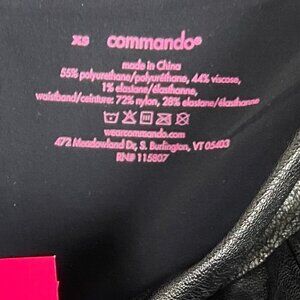 xs commando®
made in China
55% polyurethane/polyuréthane, 44% viscose,
1% elastane/élasthanne,
waistband/ceinture: 72% nylon, 28% elastane/élasthanne
wearcommando.com
472 Meadowland Dr, S. Burlington, VT 05403
RN# 115807